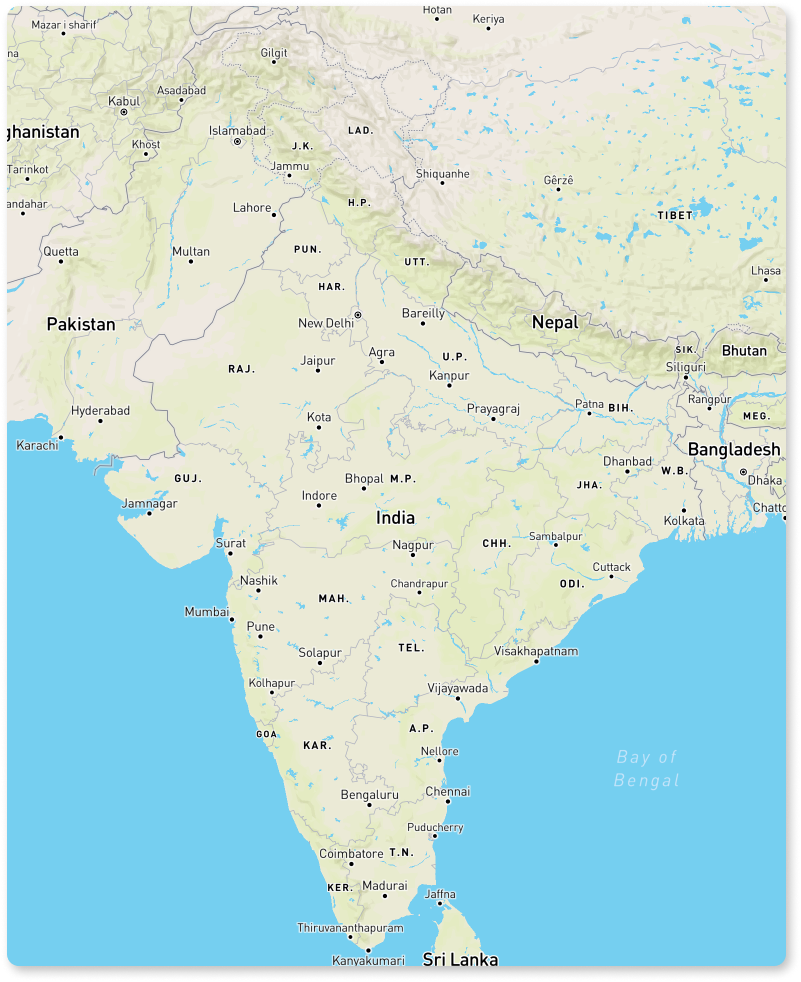 Hotan
Mazar i sharif
Keriya
na
Gilgit
Asadabad
Kabul
ghanistan
Islamabad
LAD.
Khost
J.K.
Tarinkot
Jammu
Shiquanhe
Gêrzê
andahar
Lahore
H.P.
TIBET
Quetta
Multan
PUN.
UTT.
Lhasa
HAR.
Pakistan
New Delhi
Bareilly
Nepal
SIK.
Bhutan
Agra
U.P.
Jaipur
RAJ.
Siliguri
Kanpur
Rangpur
Hyderabad
Kota
Prayagraj
Patna
BIH.
MEG.
Karachi
Bangladesh
Dhanbad
W.B.
GUJ.
Bhopal
M.P.
JHA.
Dhaka
Indore
Jamnagar
India
Kolkata
Chatto
Surat
Nagpur
CHH.
Sambalpur
Nashik
Chandrapur
ODI.
Cuttack
MAH.
Mumbai
Pune
Solapur
TEL.
Visakhapatnam
Kolhapur
Vijayawada
GOA
KAR.
A.P.
Nellore
Bay of
Bengal
Bengaluru
Chennai
Puducherry
Coimbatore
T.N.
KER.
Madurai
Jaffna
Thiruvananthapuram
Kanyakumari
Sri Lanka